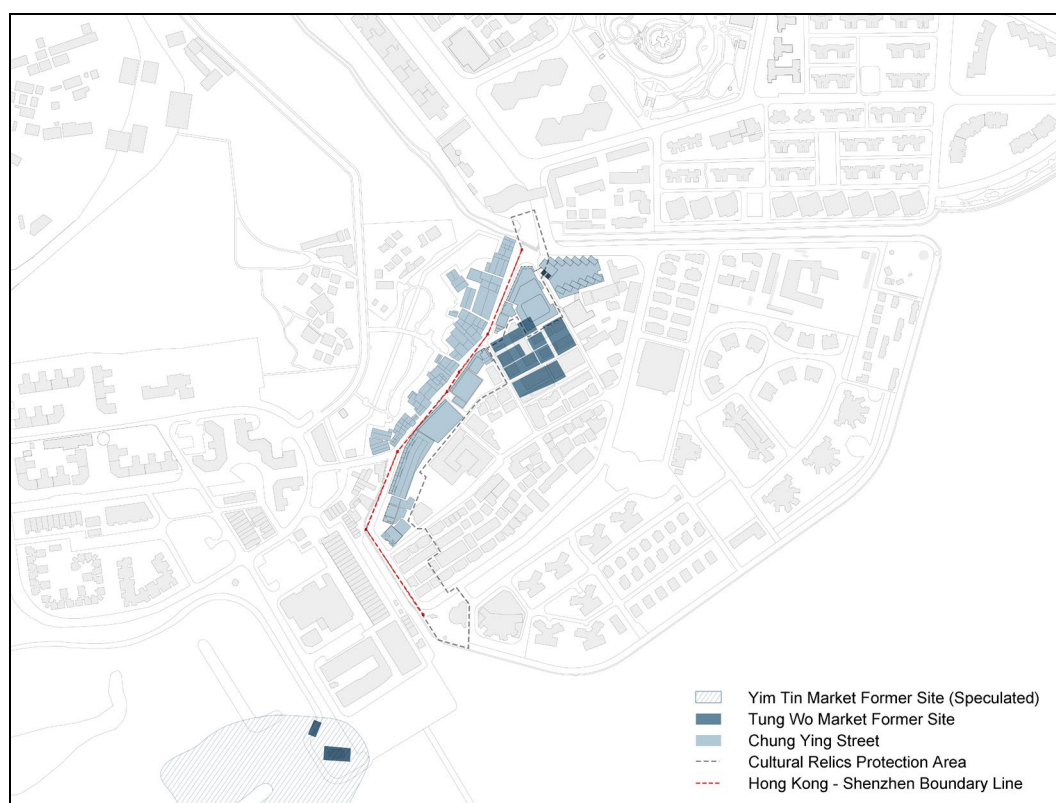 Yim Tin Market Former Site (Speculated)
Tung Wo Market Former Site
Chung Ying Street
Cultural Relics Protection Area
Hong Kong - Shenzhen Boundary Line